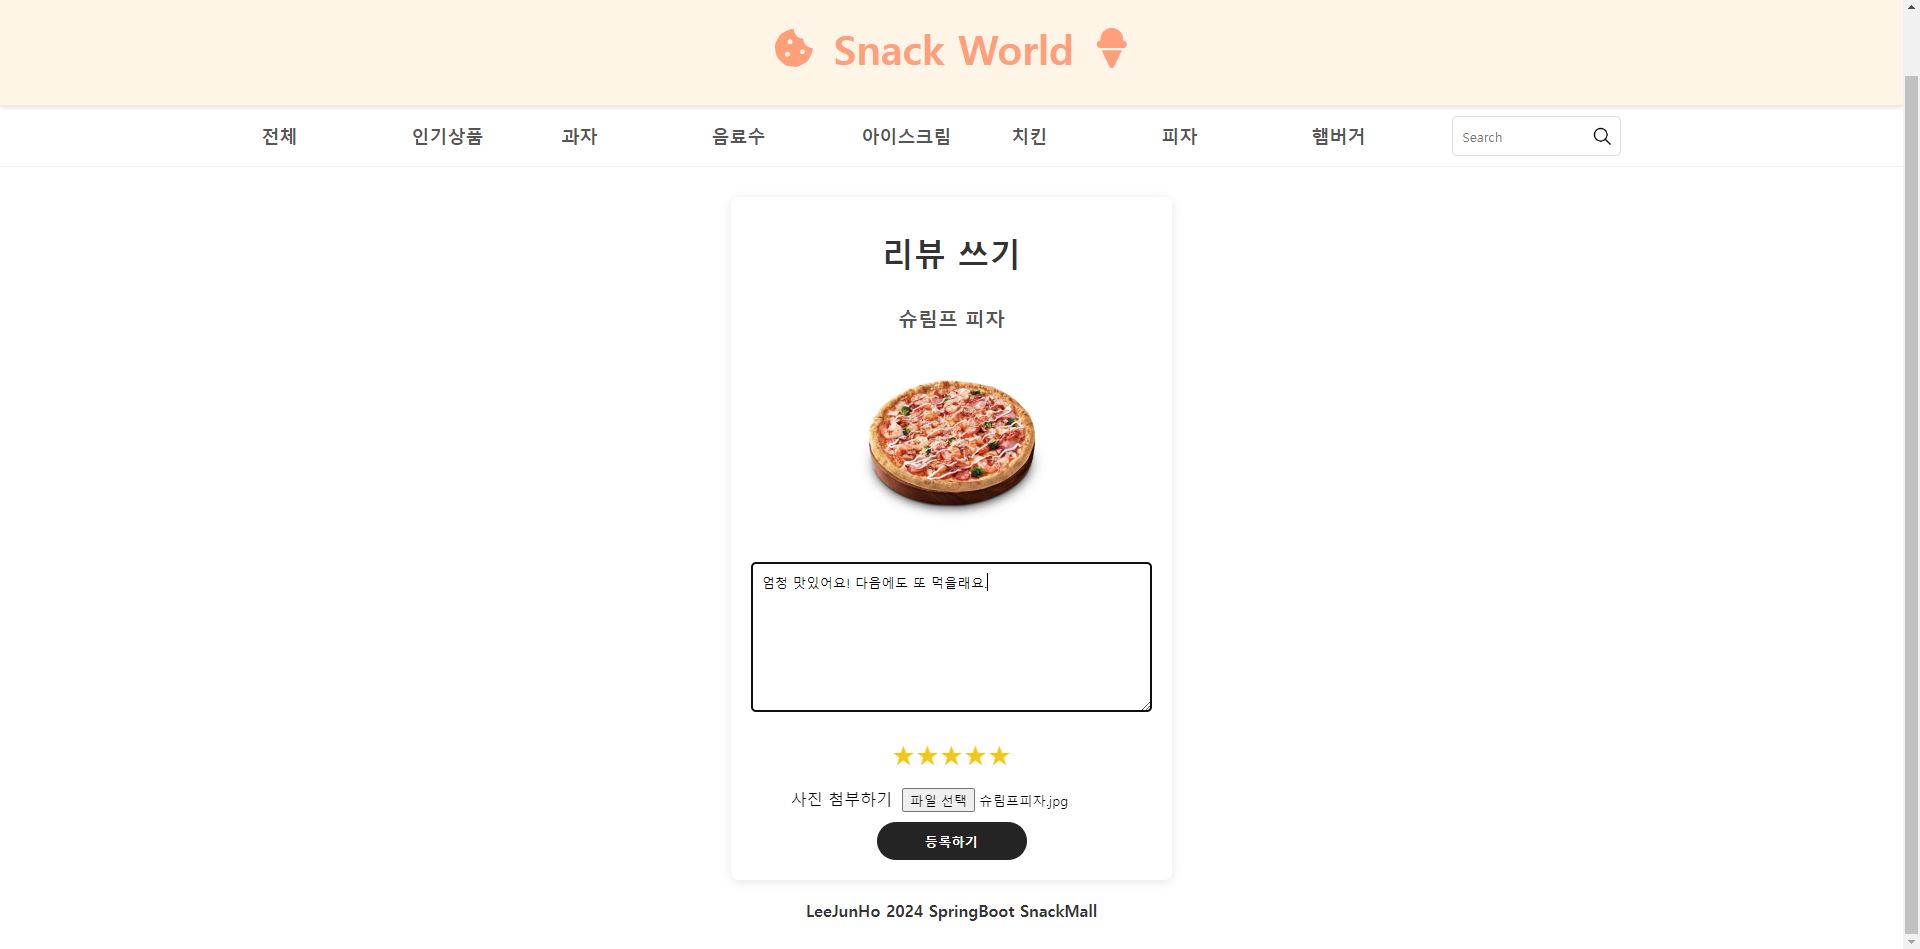 Snack World
전체 인기상품 과자 음료수 아이스크림 치킨 피자 햄버거 Search
리뷰 쓰기
슈림프 피자
엄청 맛있어요! 다음에도 또 먹을래요.
★★★★★
사진 첨부하기 파일 선택 슈림프피자.jpg
등록하기
LeeJunHo 2024 SpringBoot SnackMall